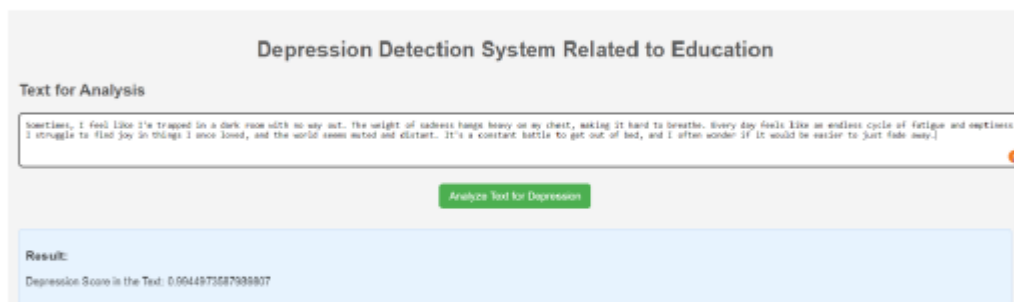 Depression Detection System Related to Education
Text for Analysis
Sometimes, I feel like I'm trapped in a dark room with no way out. The weight of sadness hangs heavy on my chest, making it hard to breathe. Every day feels like an endless cycle of fatigue and emptiness
I struggle to find joy in things I once loved, and the world seems muted and distant. It's a constant battle to get out of bed, and i often wonder if it would be easier to just fade away.
Analyze Text for Depression
Result:
Depression Score in the Text: